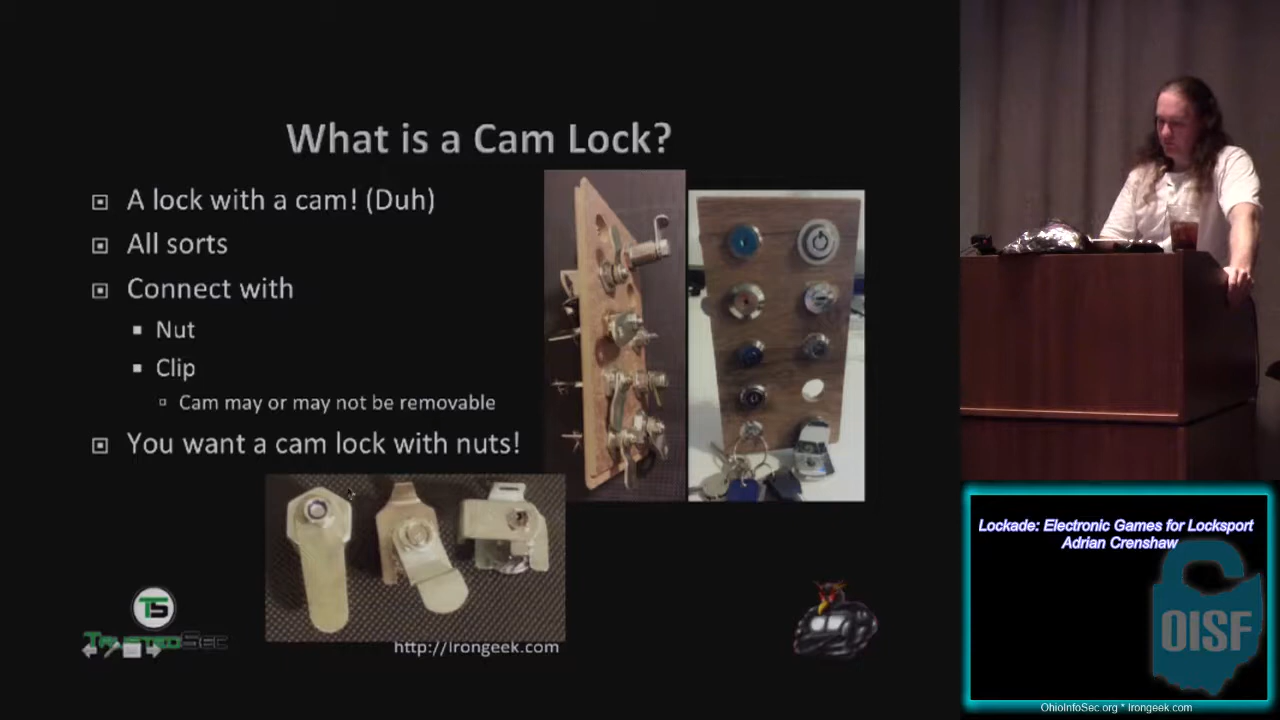 What is a Cam Lock?
A lock with a cam! (Duh)
All sorts
Connect with
Nut
Clip
Cam may or may not be removable
You want a cam lock with nuts!
TS
TRUSTEDSEC
http://Irongeek.com
Lockade: Electronic Games for Locksport
Adrian Crenshaw
OISF
OhioInfoSec.org * Irongeek.com